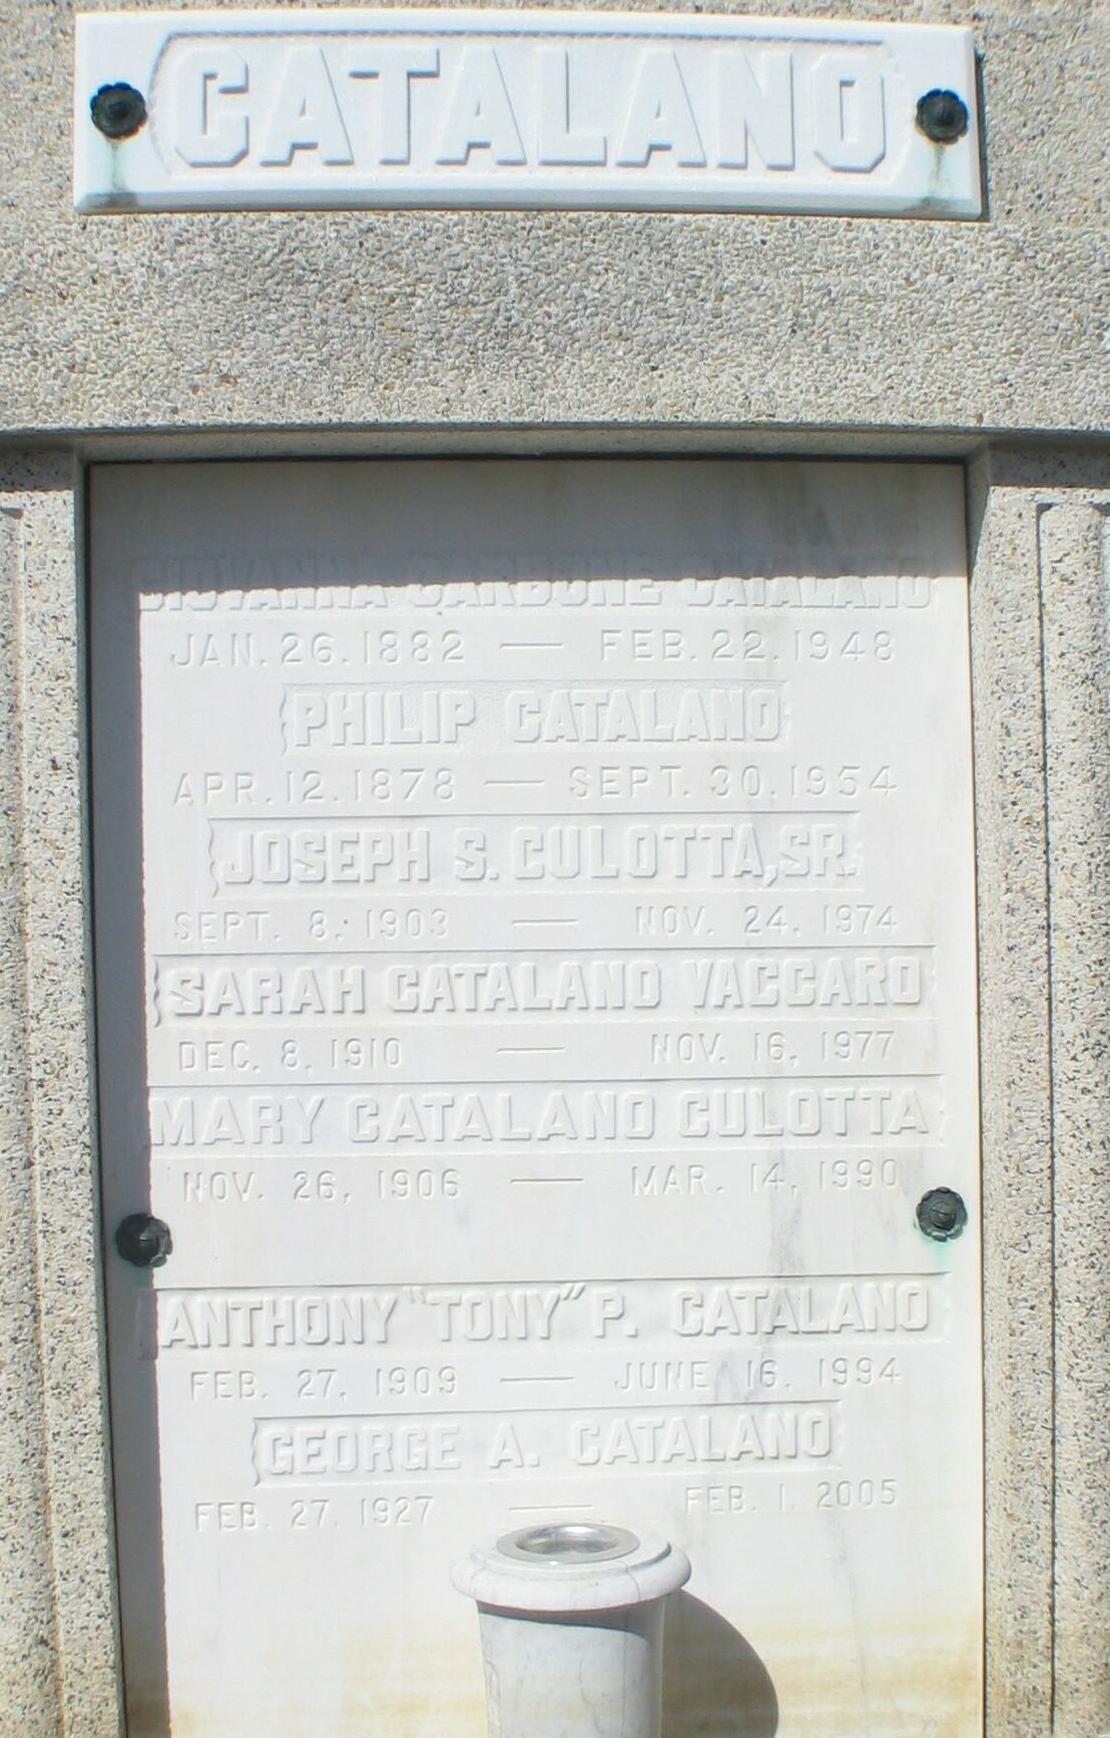 CATALANO
GIOVANNA CARBONE CATALANO
JAN. 26. 1882 — FEB. 22. 1948
PHILIP CATALANO
APR. 12. 1878 — SEPT. 30. 1954
JOSEPH S. CULOTTA, SR.
SEPT. 8, 1903 — NOV. 24, 1974
SARAH CATALANO VACCARO
DEC. 8, 1910 — NOV. 16, 1977
MARY CATALANO CULOTTA
NOV. 26, 1906 — MAR. 14, 1990
ANTHONY "TONY" P. CATALANO
FEB. 27, 1909 — JUNE 16, 1994
GEORGE A. CATALANO
FEB. 27, 1927 — FEB. 1, 2005